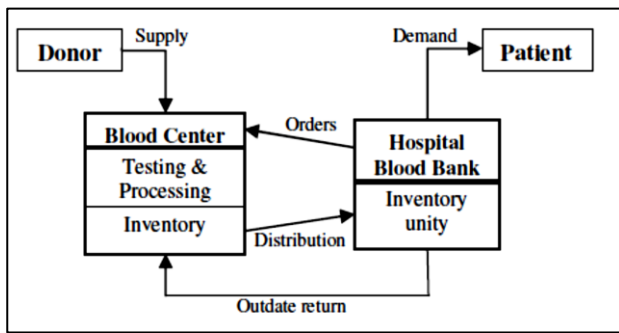 Donor
Supply
Demand
Patient
Blood Center
Testing &
Processing
Inventory
Orders
Distribution
Hospital
Blood Bank
Inventory
unity
Outdate return